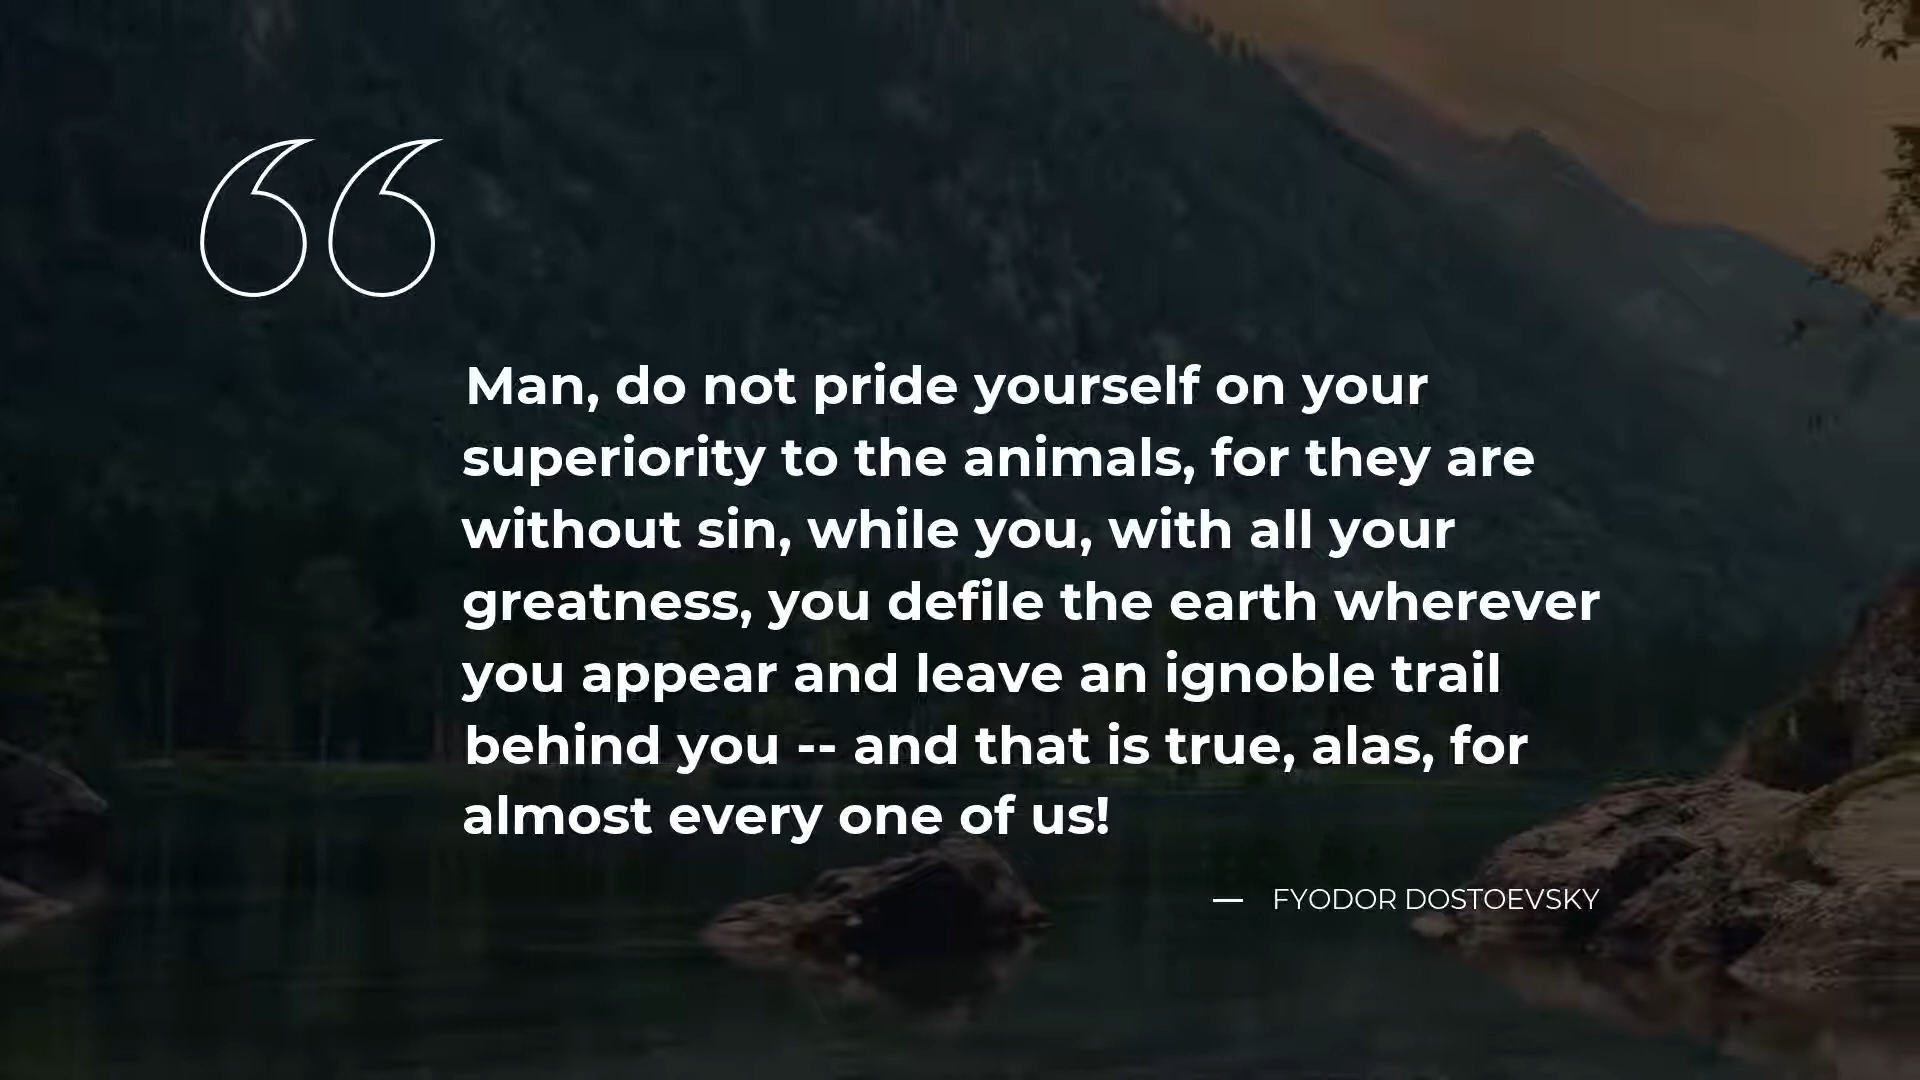 Man, do not pride yourself on your
superiority to the animals, for they are
without sin, while you, with all your
greatness, you defile the earth wherever
you appear and leave an ignoble trail
behind you -- and that is true, alas, for
almost every one of us!
— FYODOR DOSTOEVSKY